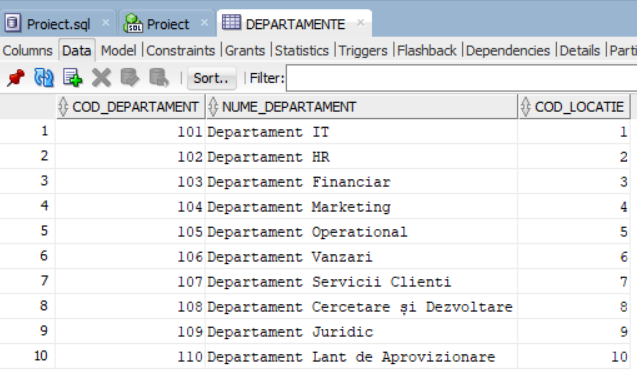 Proiect.sql Proiect DEPARTAMENTE
Columns Data Model Constraints Grants Statistics Triggers Flashback Dependencies Details Parti
Sort.. Filter:
COD_DEPARTAMENT NUME_DEPARTAMENT COD_LOCATIE
1 101 Departament IT 1
2 102 Departament HR 2
3 103 Departament Financiar 3
4 104 Departament Marketing 4
5 105 Departament Operational 5
6 106 Departament Vanzari 6
7 107 Departament Servicii Clienti 7
8 108 Departament Cercetare și Dezvoltare 8
9 109 Departament Juridic 9
10 110 Departament Lant de Aprovizionare 10